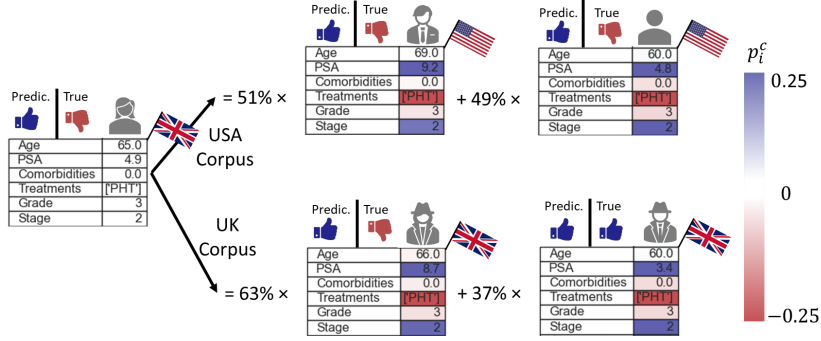 Predic. True
Age 65.0
PSA 4.9
Comorbidities 0.0
Treatments ['PHT']
Grade 3
Stage 2
USA
Corpus
UK
Corpus
= 51% ×
Predic. True
Age 69.0
PSA 9.2
Comorbidities 0.0
Treatments ['PHT']
Grade 3
Stage 2
+ 49% ×
Predic. True
Age 60.0
PSA 4.8
Comorbidities 0.0
Treatments ['PHT']
Grade 3
Stage 2
= 63% ×
Predic. True
Age 66.0
PSA 8.7
Comorbidities 0.0
Treatments ['PHT']
Grade 3
Stage 2
+ 37% ×
Predic. True
Age 60.0
PSA 3.4
Comorbidities 0.0
Treatments ['PHT']
Grade 3
Stage 2
p_i^c
0.25
0
−0.25